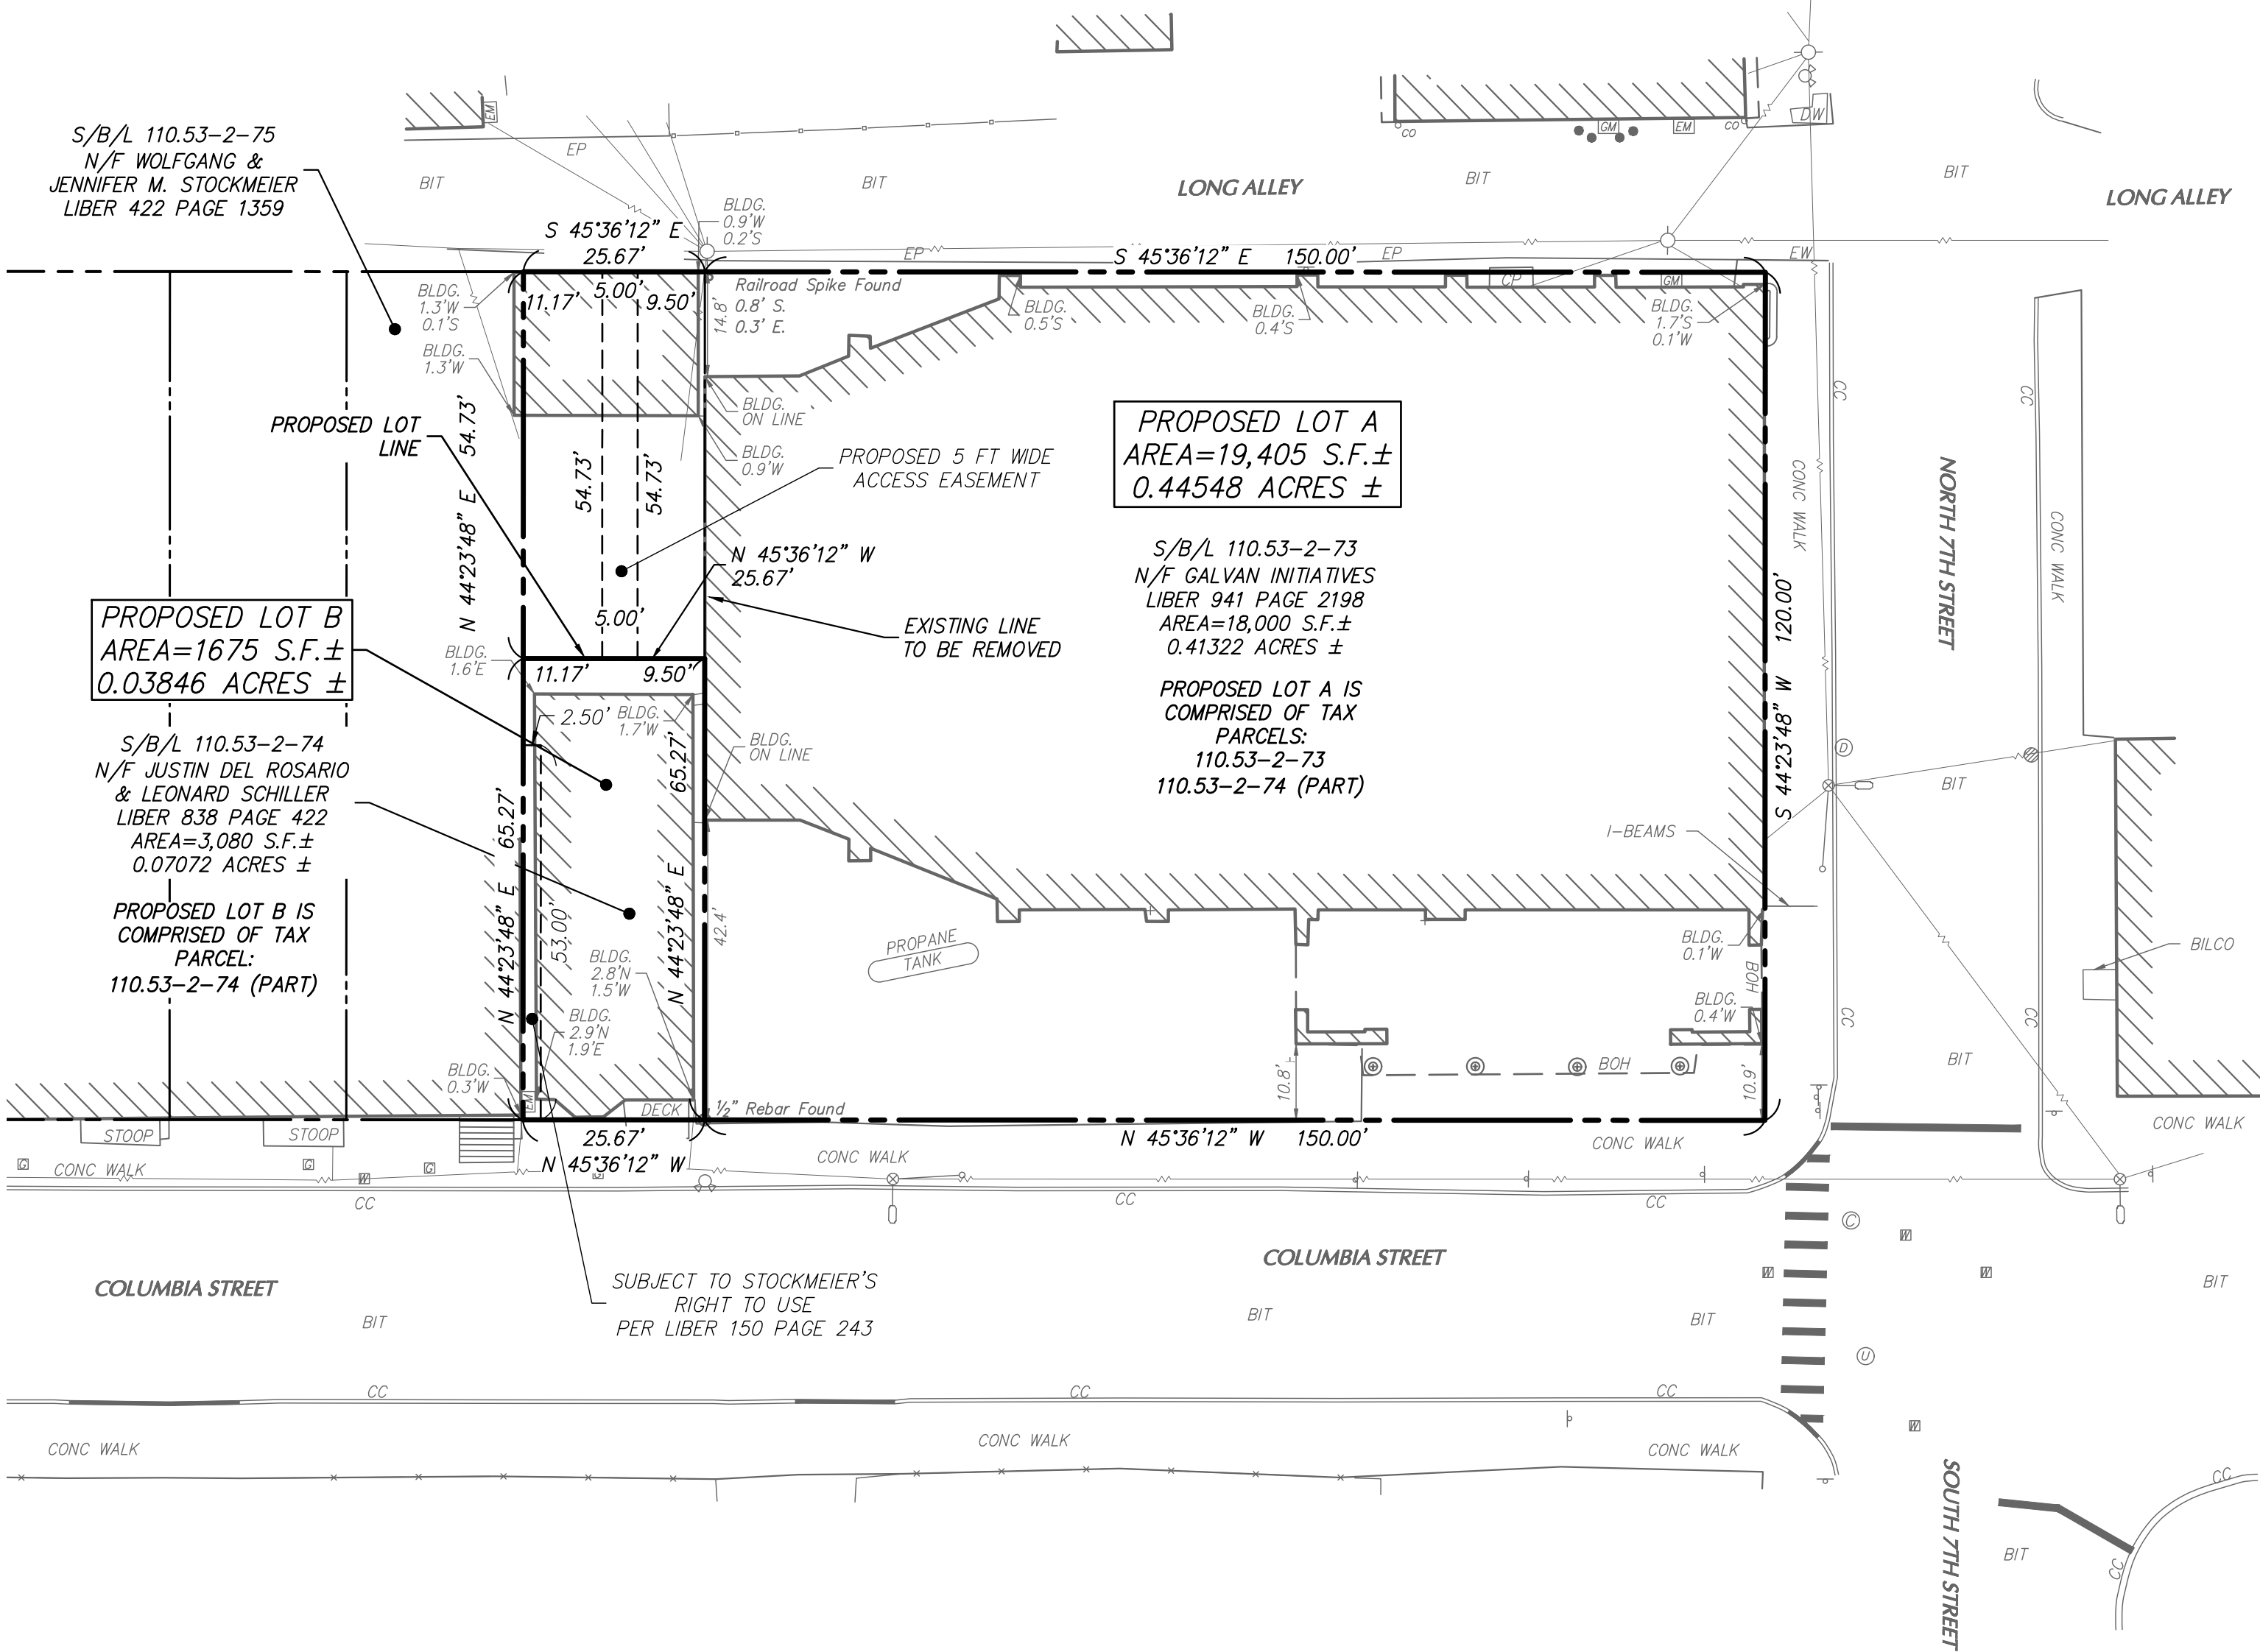 S/B/L 110.53-2-75
N/F WOLFGANG &
JENNIFER M. STOCKMEIER
LIBER 422 PAGE 1359
EM
EP
BIT
BIT
LONG ALLEY
BIT
CO
GM
EM
CO
DW
BIT
LONG ALLEY
BLDG.
0.9'W
0.2'S
S 45°36'12" E
25.67'
EP
S 45°36'12" E 150.00'
EP
EW
BLDG.
1.3'W
0.1'S
11.17'
5.00'
9.50'
14.8'
Railroad Spike Found
0.8' S.
0.3' E.
BLDG.
0.5'S
BLDG.
0.4'S
CP
GM
BLDG.
1.7'S
0.1'W
BLDG.
1.3'W
BLDG.
ON LINE
BLDG.
0.9'W
PROPOSED LOT
LINE
N 44°23'48" E 54.73'
54.73'
54.73'
PROPOSED 5 FT WIDE
ACCESS EASEMENT
PROPOSED LOT A
AREA=19,405 S.F.±
0.44548 ACRES ±
S/B/L 110.53-2-73
N/F GALVAN INITIATIVES
LIBER 941 PAGE 2198
AREA=18,000 S.F.±
0.41322 ACRES ±
PROPOSED LOT A IS
COMPRISED OF TAX
PARCELS:
110.53-2-73
110.53-2-74 (PART)
CC
CONC WALK
NORTH 7TH STREET
CC
CONC WALK
S 44°23'48" W 120.00'
N 45°36'12" W
25.67'
5.00'
EXISTING LINE
TO BE REMOVED
PROPOSED LOT B
AREA=1675 S.F.±
0.03846 ACRES ±
BLDG.
1.6'E
11.17'
9.50'
2.50'
BLDG.
1.7'W
BLDG.
ON LINE
65.27'
S/B/L 110.53-2-74
N/F JUSTIN DEL ROSARIO
& LEONARD SCHILLER
LIBER 838 PAGE 422
AREA=3,080 S.F.±
0.07072 ACRES ±
PROPOSED LOT B IS
COMPRISED OF TAX
PARCEL:
110.53-2-74 (PART)
N 44°23'48" E 65.27'
53.00'
N 44°23'48" E
42.4'
BLDG.
2.8'N
1.5'W
BLDG.
2.9'N
1.9'E
BLDG.
0.3'W
EM
DECK
1/2" Rebar Found
PROPANE
TANK
I-BEAMS
BLDG.
0.1'W
BOH
BLDG.
0.4'W
BOH
10.8'
10.9'
D
BIT
BILCO
CC
CC
BIT
CONC WALK
STOOP
STOOP
25.67'
N 45°36'12" W
N 45°36'12" W 150.00'
CONC WALK
G
CONC WALK
G
W
G
G
CONC WALK
CC
CC
CC
C
W
COLUMBIA STREET
COLUMBIA STREET
SUBJECT TO STOCKMEIER'S
RIGHT TO USE
PER LIBER 150 PAGE 243
W
W
BIT
BIT
BIT
BIT
U
CC
CC
CC
W
CONC WALK
CONC WALK
CONC WALK
SOUTH 7TH STREET
CC
BIT
CC